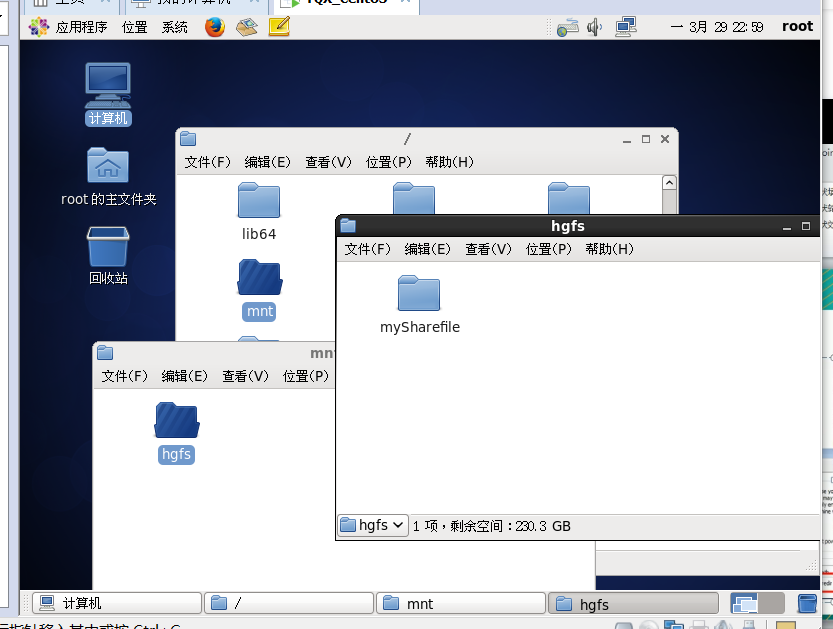 应用程序 位置 系统 一 3月 29 22:59 root
计算机
/
文件(F) 编辑(E) 查看(V) 位置(P) 帮助(H)
root 的主文件夹
lib64
hgfs
文件(F) 编辑(E) 查看(V) 位置(P) 帮助(H)
回收站
mnt
mySharefile
文件(F) 编辑(E) 查看(V) 位置(P)
hgfs
hgfs 1 项，剩余空间：230.3 GB
计算机 / mnt hgfs